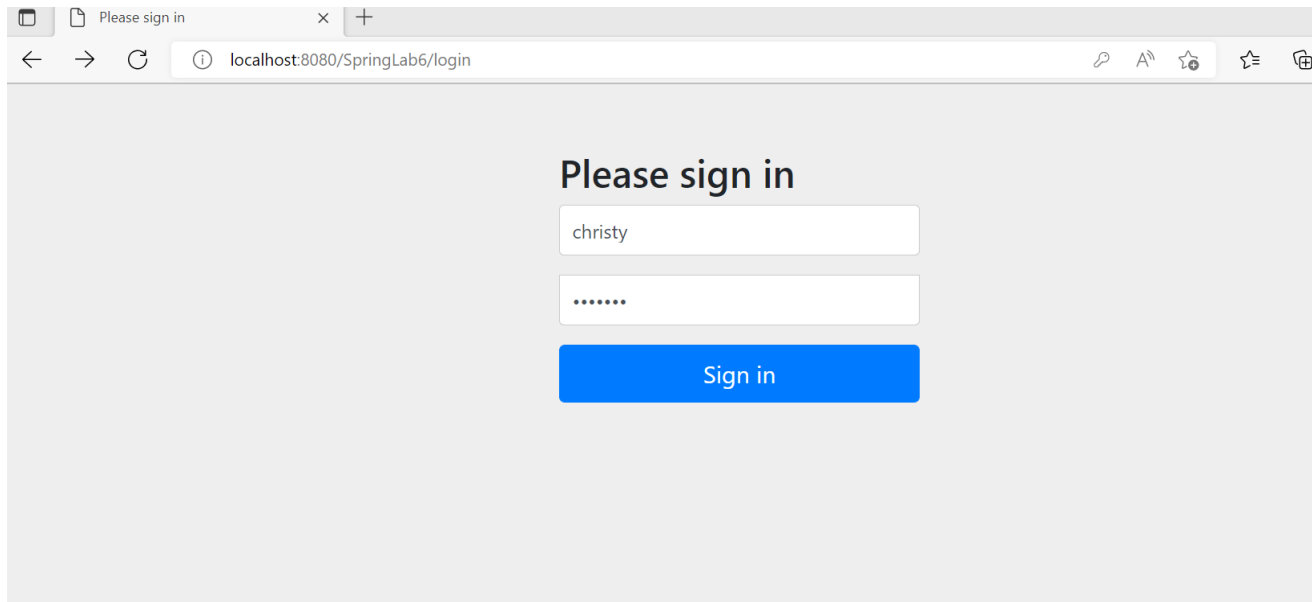 Please sign in
localhost:8080/SpringLab6/login
Please sign in
christy
•••••••
Sign in